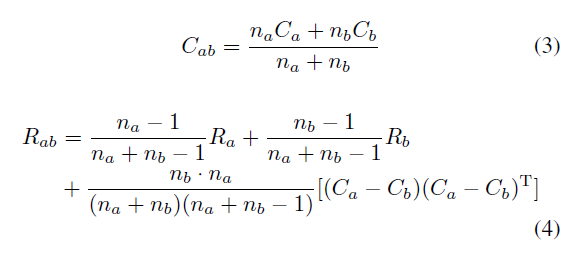 C_{ab} = \frac{n_a C_a + n_b C_b}{n_a + n_b} (3)
R_{ab} = \frac{n_a - 1}{n_a + n_b - 1} R_a + \frac{n_b - 1}{n_a + n_b - 1} R_b
+ \frac{n_b \cdot n_a}{(n_a + n_b)(n_a + n_b - 1)} [(C_a - C_b)(C_a - C_b)^{\mathrm{T}}]
(4)